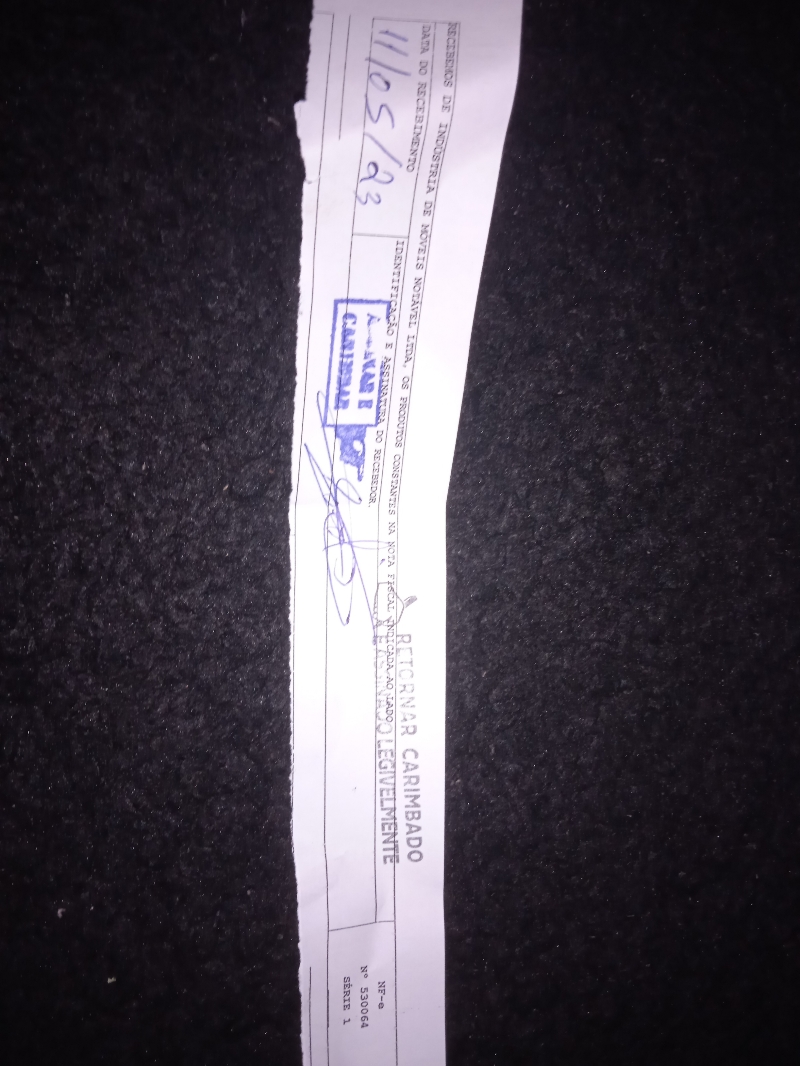 RECEBEMOS DE INDÚSTRIA DE MÓVEIS NOTÁVEL LTDA, OS PRODUTOS CONSTANTES NA NOTA FISCAL INDICADA AO LADO
DATA DO RECEBIMENTO
11/05/23
IDENTIFICAÇÃO E ASSINATURA DO RECEBEDOR.
E
CARIMBAR
RETORNAR CARIMBADO
LEGIVELMENTE
NF-e
Nº 530064
SÉRIE 1